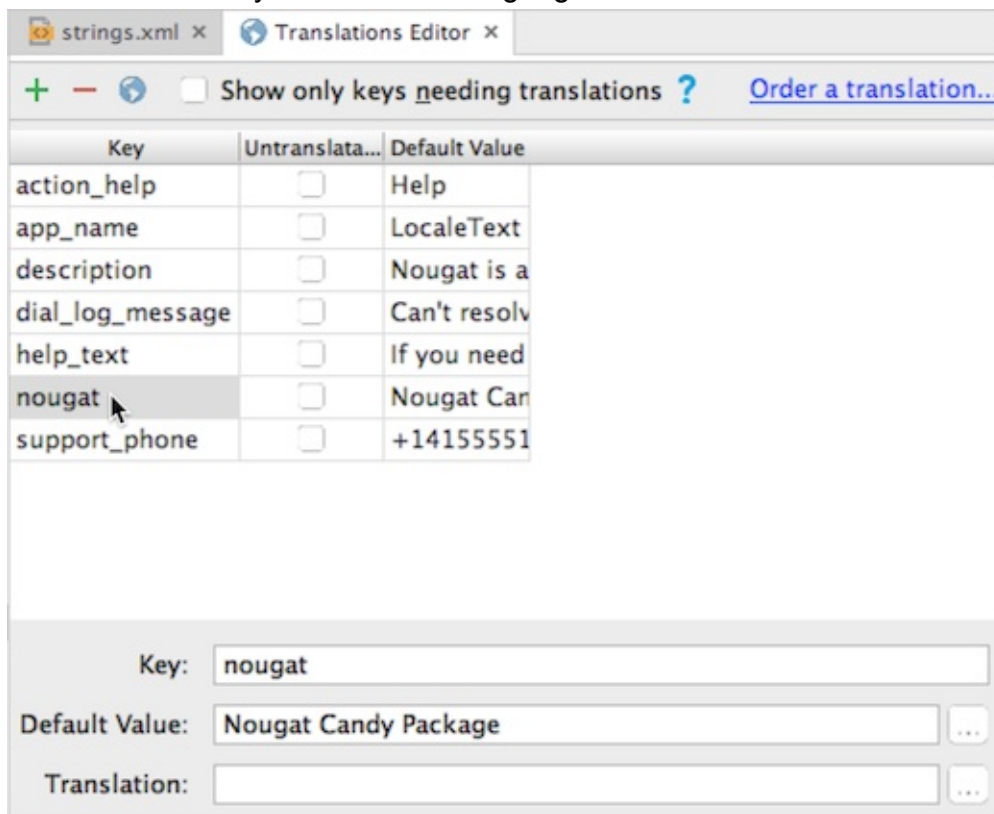 strings.xml × Translations Editor ×
+ − Show only keys needing translations ? Order a translation...
Key Untranslata... Default Value
action_help Help
app_name LocaleText
description Nougat is a
dial_log_message Can't resolv
help_text If you need
nougat Nougat Can
support_phone +14155551
Key: nougat
Default Value: Nougat Candy Package ...
Translation: ...